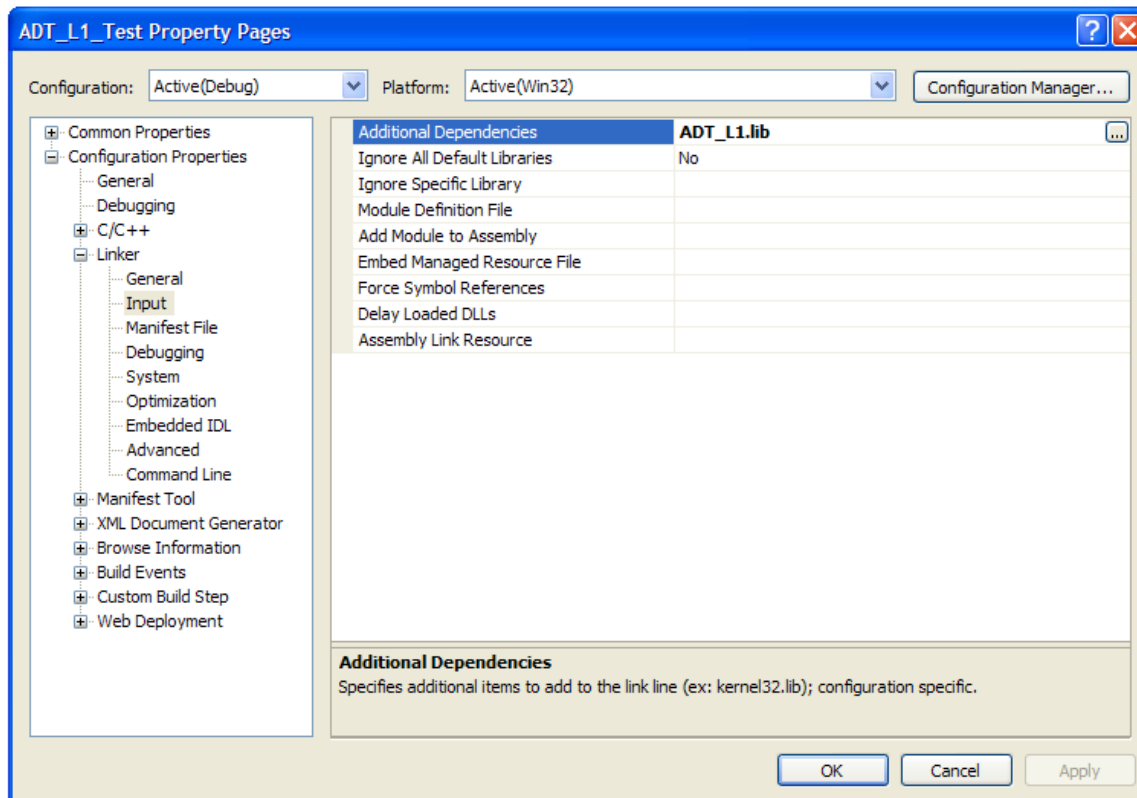 ADT_L1_Test Property Pages
Configuration: Active(Debug) Platform: Active(Win32) Configuration Manager...
Common Properties
Configuration Properties
General
Debugging
C/C++
Linker
General
Input
Manifest File
Debugging
System
Optimization
Embedded IDL
Advanced
Command Line
Manifest Tool
XML Document Generator
Browse Information
Build Events
Custom Build Step
Web Deployment
Additional Dependencies ADT_L1.lib ...
Ignore All Default Libraries No
Ignore Specific Library
Module Definition File
Add Module to Assembly
Embed Managed Resource File
Force Symbol References
Delay Loaded DLLs
Assembly Link Resource
Additional Dependencies
Specifies additional items to add to the link line (ex: kernel32.lib); configuration specific.
OK Cancel Apply